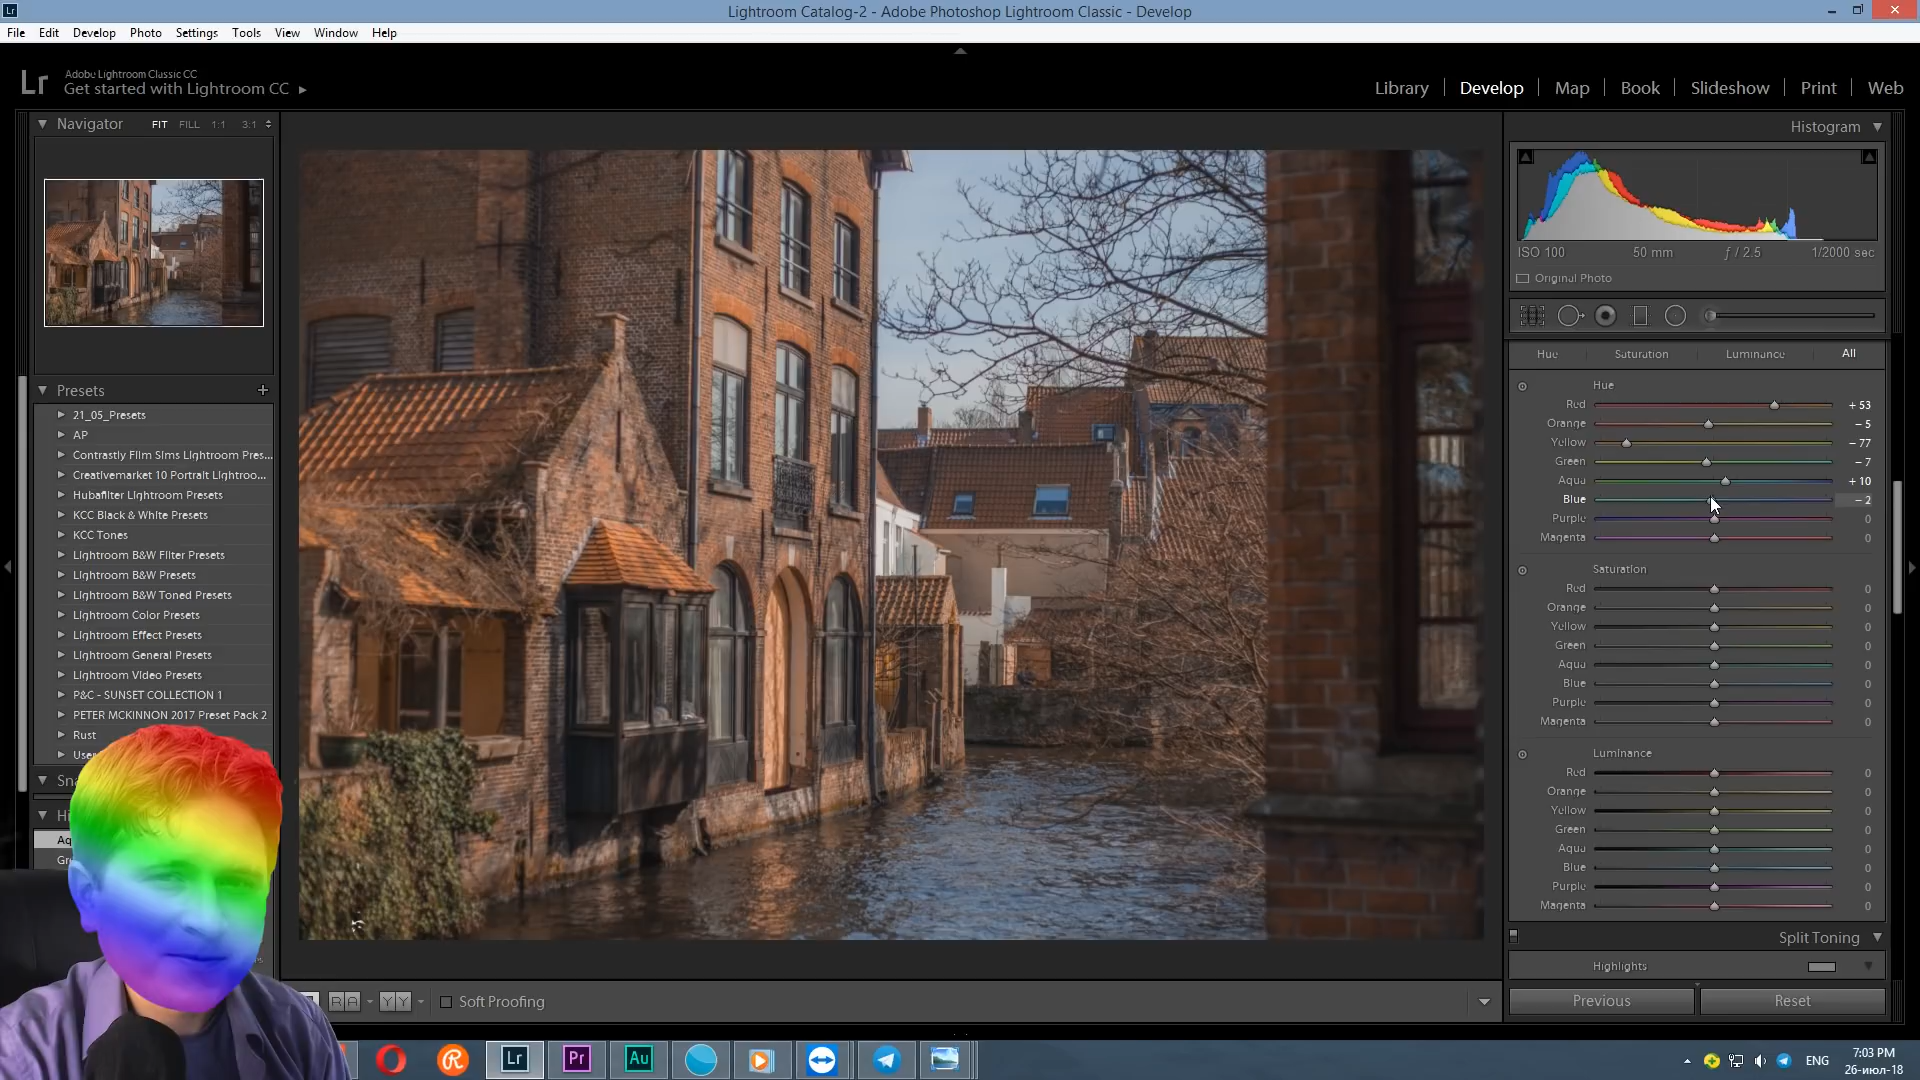 Lr
Lightroom Catalog-2 - Adobe Photoshop Lightroom Classic - Develop
File Edit Develop Photo Settings Tools View Window Help
Lr
Adobe Lightroom Classic CC
Get started with Lightroom CC
Library Develop Map Book Slideshow Print Web
Navigator FIT FILL 1:1 3:1
Presets
21_05_Presets
AP
Contrastly Film Sims Lightroom Pres...
Creativemarket 10 Portrait Lightroo...
Hubafilter Lightroom Presets
KCC Black & White Presets
KCC Tones
Lightroom B&W Filter Presets
Lightroom B&W Presets
Lightroom B&W Toned Presets
Lightroom Color Presets
Lightroom Effect Presets
Lightroom General Presets
Lightroom Video Presets
P&C - SUNSET COLLECTION 1
PETER MCKINNON 2017 Preset Pack 2
Rust
Histogram
ISO 100 50 mm ƒ / 2.5 1/2000 sec
Original Photo
Hue Saturation Luminance All
Hue
Red + 53
Orange - 5
Yellow - 77
Green - 7
Aqua + 10
Blue - 2
Purple 0
Magenta 0
Saturation
Red 0
Orange 0
Yellow 0
Green 0
Aqua 0
Blue 0
Purple 0
Magenta 0
Luminance
Red 0
Orange 0
Yellow 0
Green 0
Aqua 0
Blue 0
Purple 0
Magenta 0
Split Toning
Highlights
Previous Reset
RA YY Soft Proofing
Lr Pr Au
ENG
7:03 PM
26-июл-18